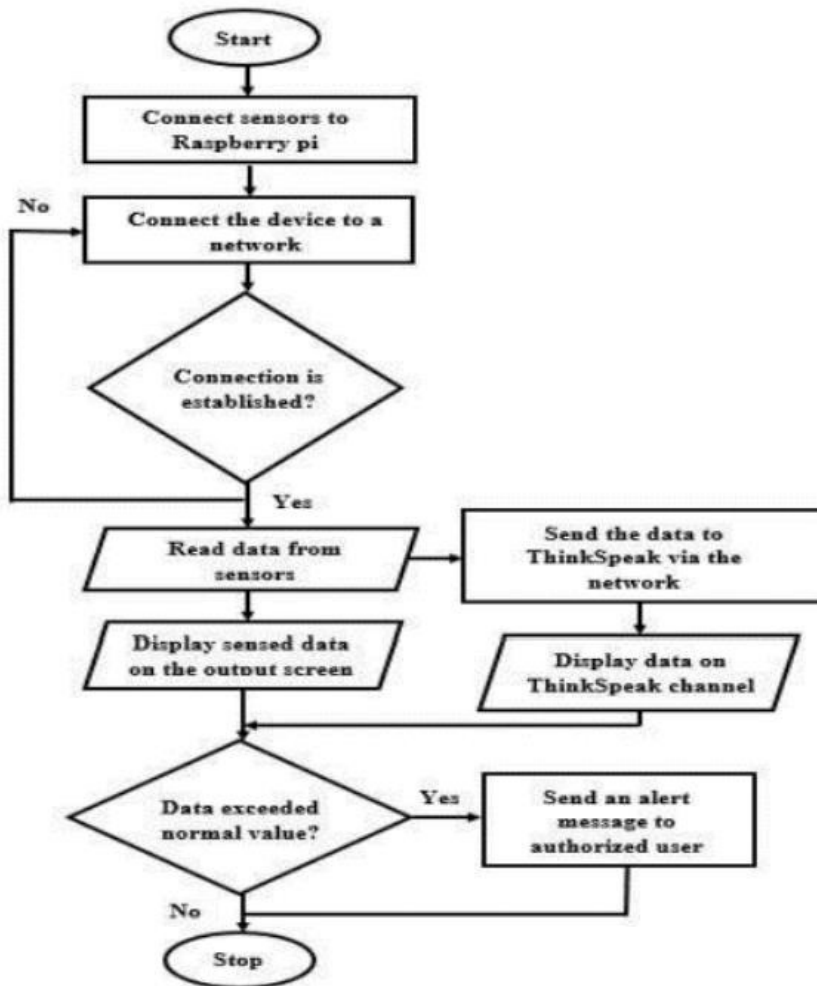 Start
Connect sensors to
Raspberry pi
No
Connect the device to a
network
Connection is
established?
Yes
Read data from
sensors
Send the data to
ThinkSpeak via the
network
Display sensed data
on the output screen
Display data on
ThinkSpeak channel
Data exceeded
normal value?
Yes
Send an alert
message to
authorized user
No
Stop